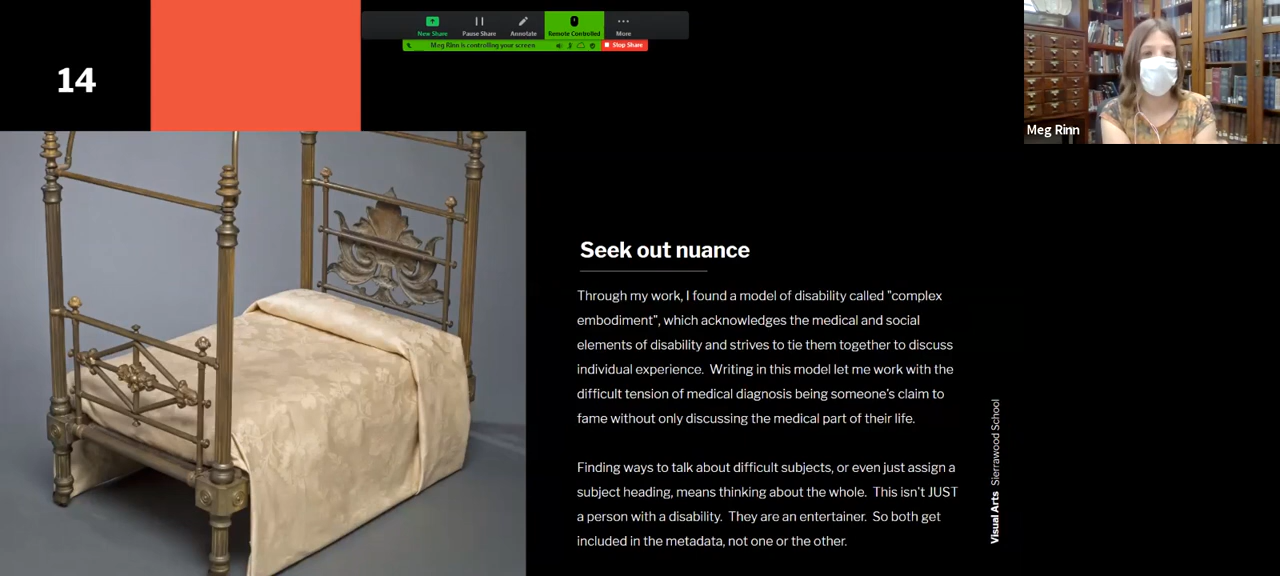 14
New Share
Pause Share
Annotate
Remote Controlled
More
Meg Rinn is controlling your screen
Stop Share
Meg Rinn
Seek out nuance
Through my work, I found a model of disability called "complex
embodiment", which acknowledges the medical and social
elements of disability and strives to tie them together to discuss
individual experience.  Writing in this model let me work with the
difficult tension of medical diagnosis being someone's claim to
fame without only discussing the medical part of their life.
Finding ways to talk about difficult subjects, or even just assign a
subject heading, means thinking about the whole.  This isn't JUST
a person with a disability.  They are an entertainer.  So both get
included in the metadata, not one or the other.
Visual Arts Sierrawood School